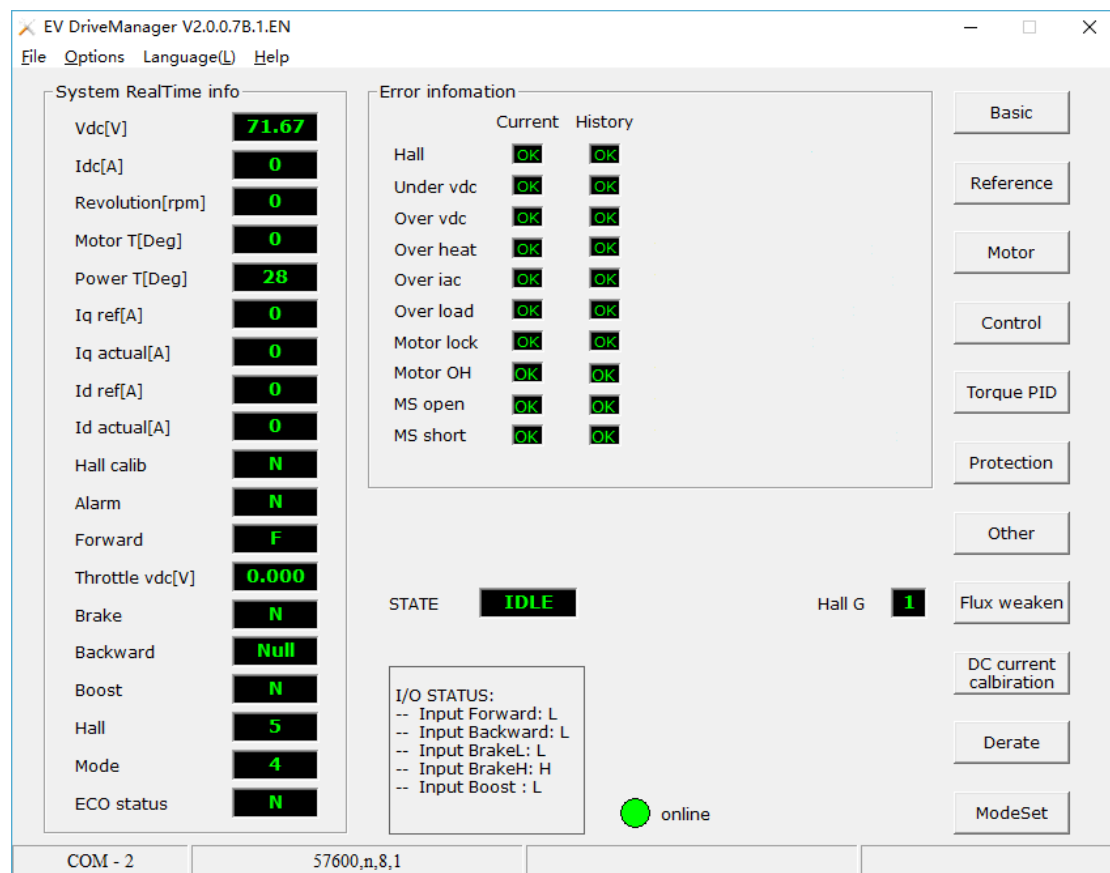 EV DriveManager V2.0.0.7B.1.EN
File Options Language(L) Help
System RealTime info
Vdc[V] 71.67
Idc[A] 0
Revolution[rpm] 0
Motor T[Deg] 0
Power T[Deg] 28
Iq ref[A] 0
Iq actual[A] 0
Id ref[A] 0
Id actual[A] 0
Hall calib N
Alarm N
Forward F
Throttle vdc[V] 0.000
Brake N
Backward Null
Boost N
Hall 5
Mode 4
ECO status N
Error infomation
Current History
Hall OK OK
Under vdc OK OK
Over vdc OK OK
Over heat OK OK
Over iac OK OK
Over load OK OK
Motor lock OK OK
Motor OH OK OK
MS open OK OK
MS short OK OK
STATE IDLE
Hall G 1
I/O STATUS:
-- Input Forward: L
-- Input Backward: L
-- Input BrakeL: L
-- Input BrakeH: H
-- Input Boost : L
online
Basic
Reference
Motor
Control
Torque PID
Protection
Other
Flux weaken
DC current
calbiration
Derate
ModeSet
COM - 2
57600,n,8,1